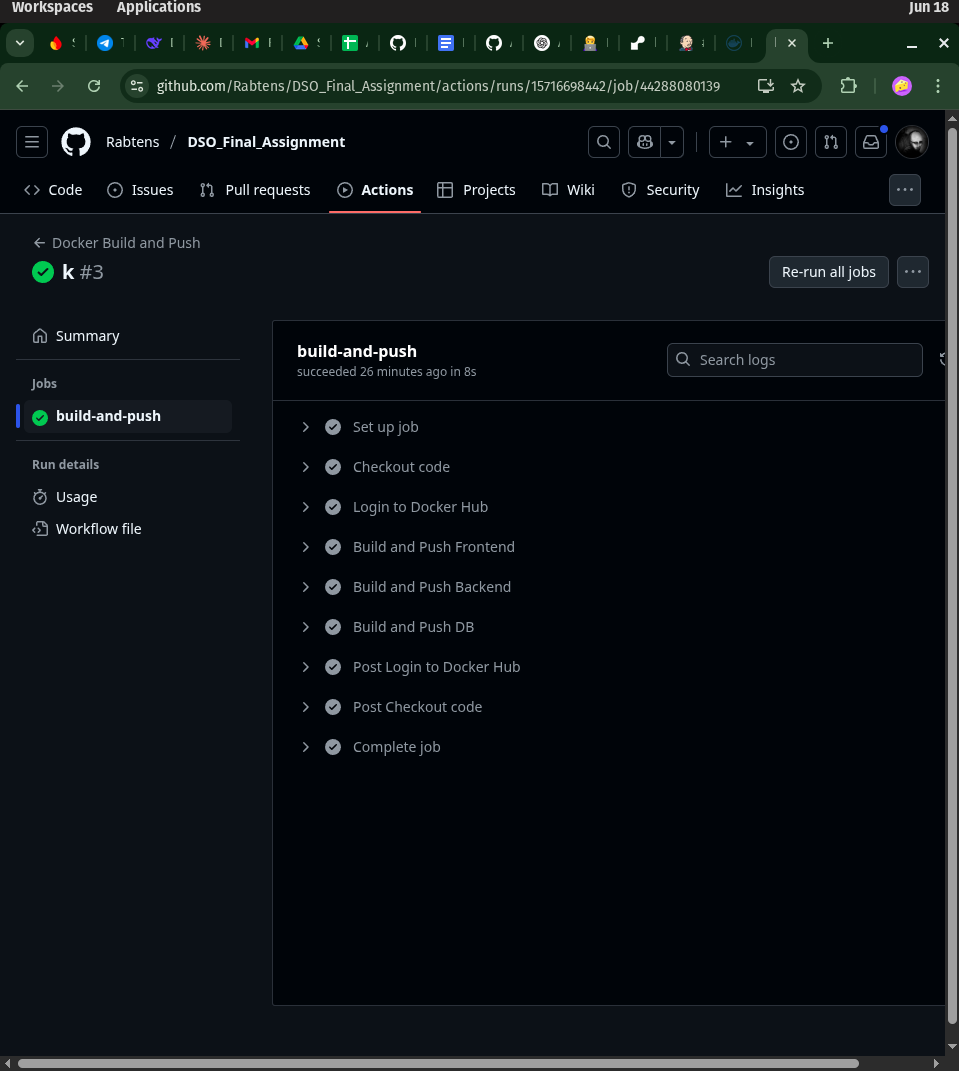 Workspaces Applications Jun 18
github.com/Rabtens/DSO_Final_Assignment/actions/runs/15716698442/job/44288080139
Rabtens / DSO_Final_Assignment
Code Issues Pull requests Actions Projects Wiki Security Insights
Docker Build and Push
k #3
Re-run all jobs
Summary
Jobs
build-and-push
Run details
Usage
Workflow file
build-and-push
succeeded 26 minutes ago in 8s
Search logs
Set up job
Checkout code
Login to Docker Hub
Build and Push Frontend
Build and Push Backend
Build and Push DB
Post Login to Docker Hub
Post Checkout code
Complete job